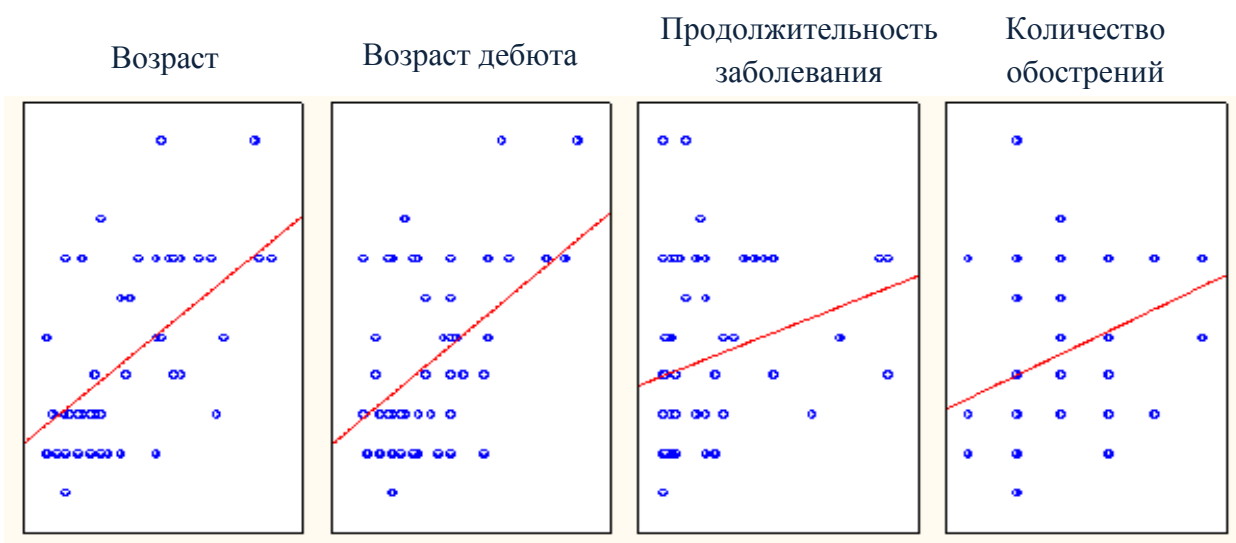 Возраст
Возраст дебюта
Продолжительность
заболевания
Количество
обострений